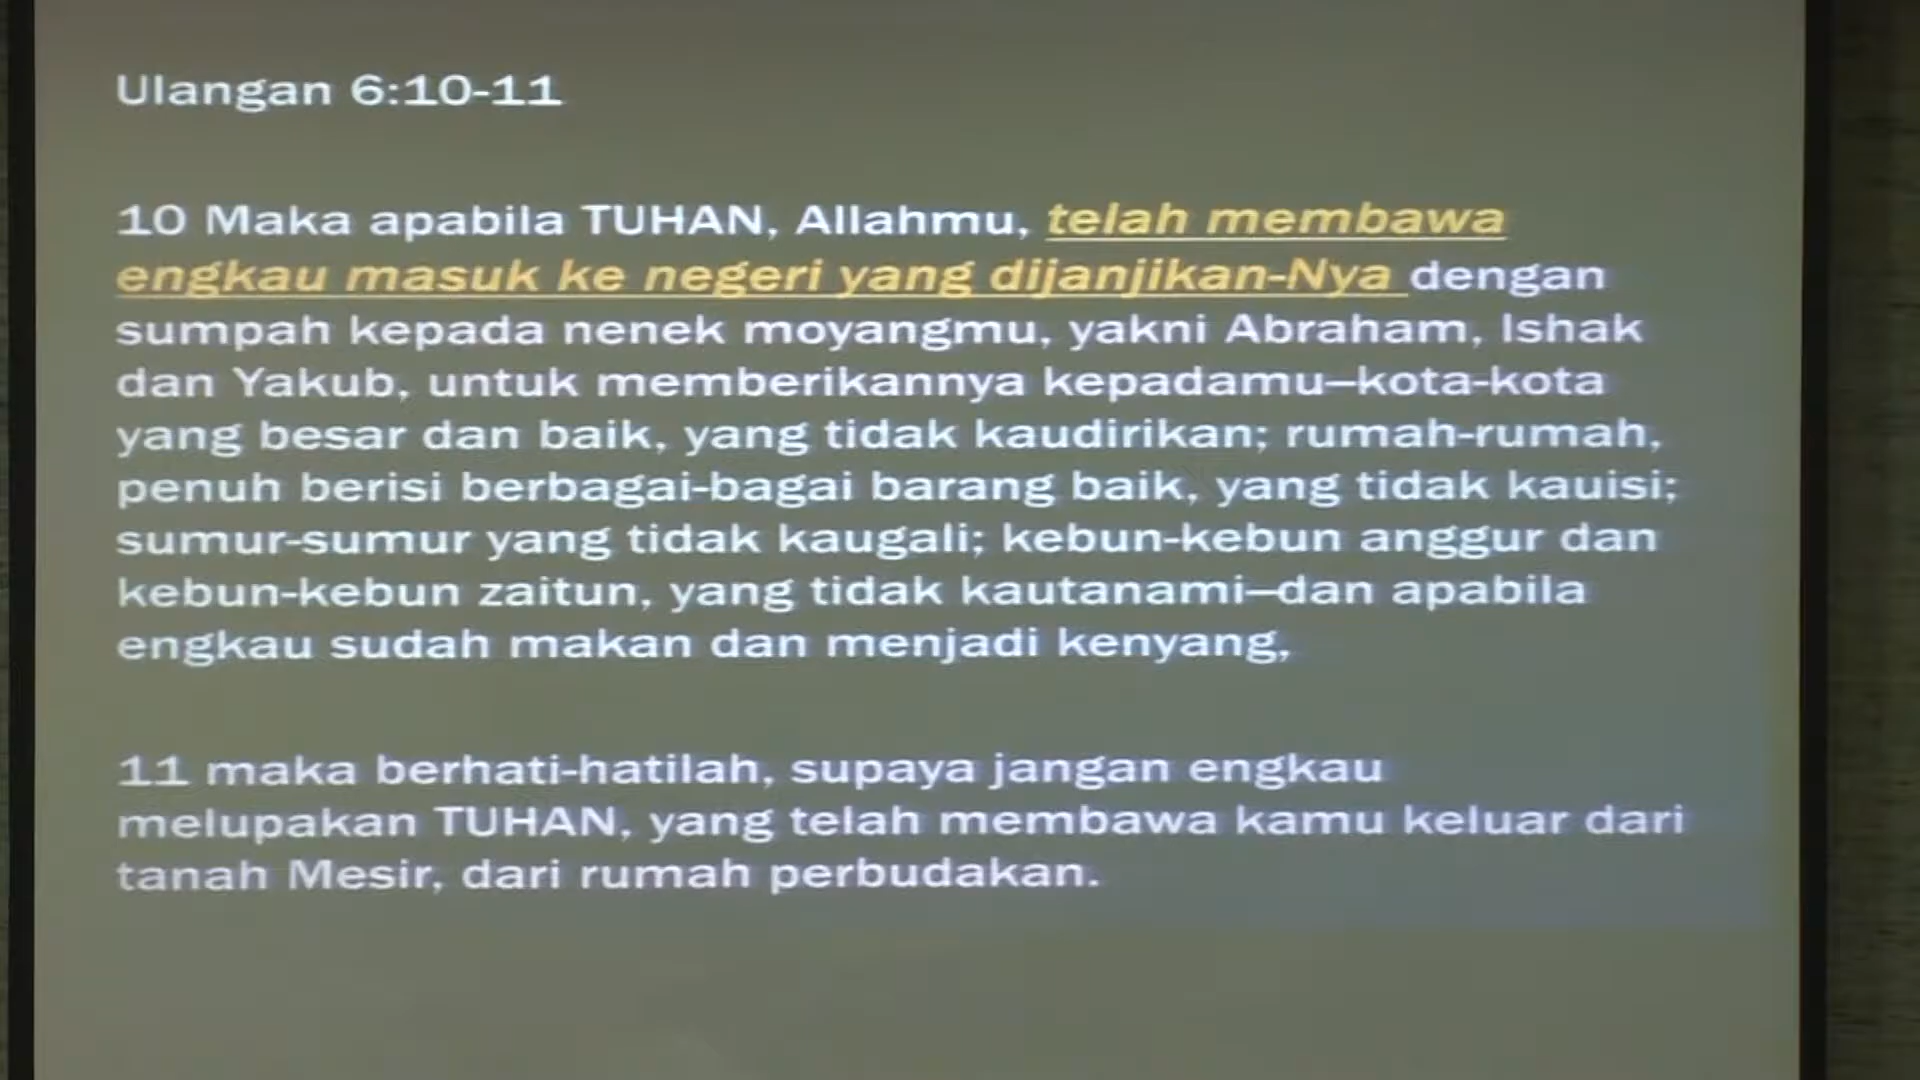 Ulangan 6:10-11
10 Maka apabila TUHAN, Allahmu, telah membawa
engkau masuk ke negeri yang dijanjikan-Nya dengan
sumpah kepada nenek moyangmu, yakni Abraham, Ishak
dan Yakub, untuk memberikannya kepadamu—kota-kota
yang besar dan baik, yang tidak kaudirikan; rumah-rumah,
penuh berisi berbagai-bagai barang baik, yang tidak kauisi;
sumur-sumur yang tidak kaugali; kebun-kebun anggur dan
kebun-kebun zaitun, yang tidak kautanami—dan apabila
engkau sudah makan dan menjadi kenyang,
11 maka berhati-hatilah, supaya jangan engkau
melupakan TUHAN, yang telah membawa kamu keluar dari
tanah Mesir, dari rumah perbudakan.